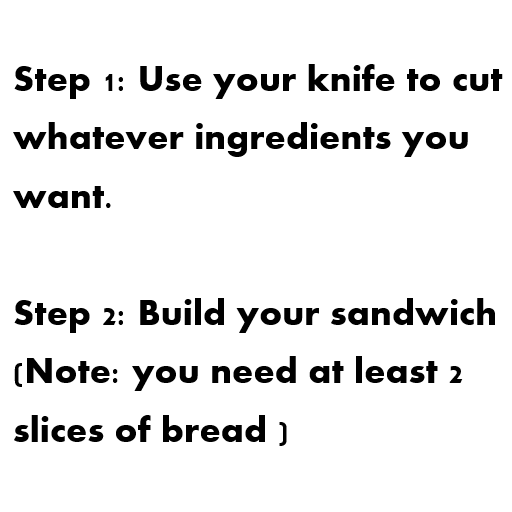 Step 1: Use your knife to cut
whatever ingredients you
want.
Step 2: Build your sandwich
(Note: you need at least 2
slices of bread )